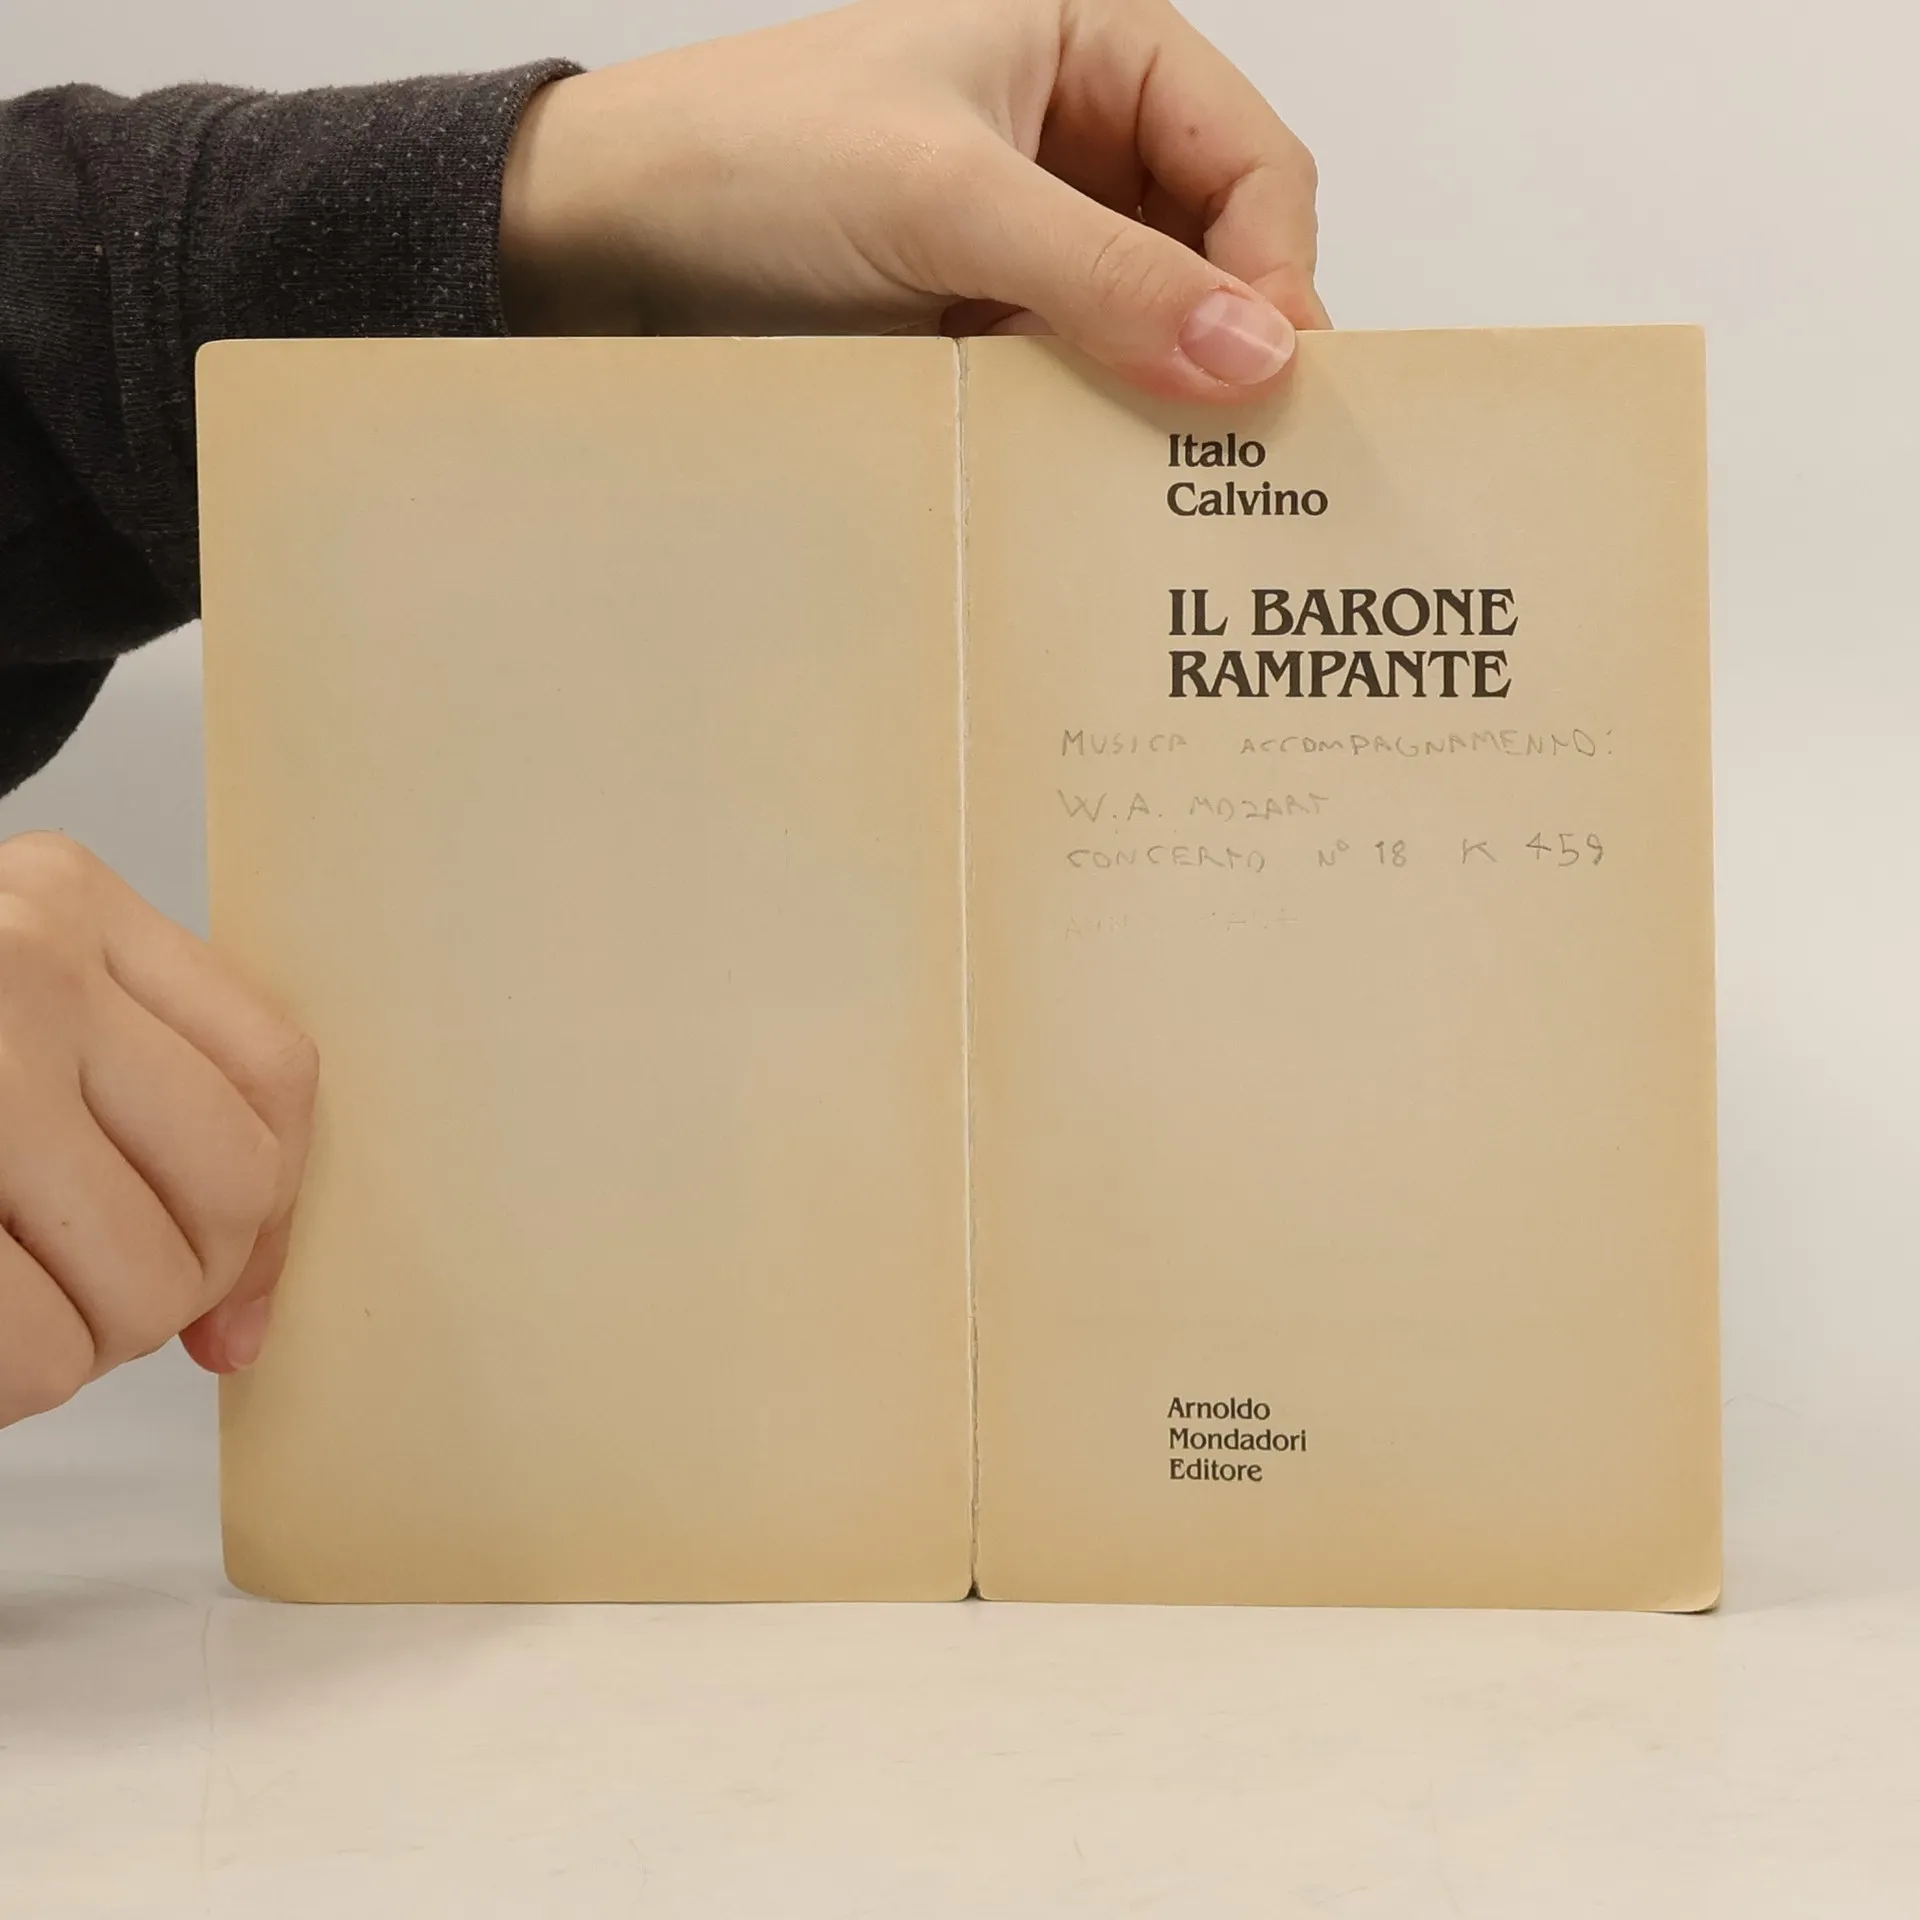 Italo
Calvino
IL BARONE
RAMPANTE
MUSICA ACCOMPAGNAMENTO:
W.A. MOZART
CONCERTO N° 18 K 459
Arnoldo
Mondadori
Editore